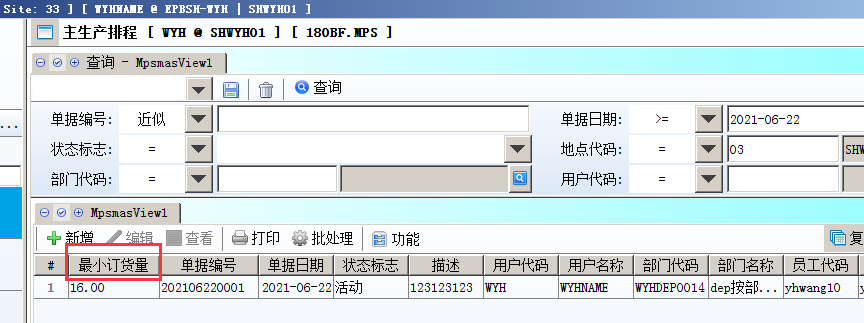 Site: 33 ] [ WYHNAME @ EPBSH-WYH | SHWYH01 ]
主生产排程 [ WYH @ SHWYH01 ] [ 180BF.MPS ]
查询 - MpsmasView1
查询
单据编号: 近似 单据日期: >= 2021-06-22
状态标志: = 地点代码: = 03
部门代码: = 用户代码: =
MpsmasView1
新增 编辑 查看 打印 批处理 功能
# 最小订货量 单据编号 单据日期 状态标志 描述 用户代码 用户名称 部门代码 部门名称 员工代码
1 16.00 202106220001 2021-06-22 活动 123123123 WYH WYHNAME WYHDEP0014 dep按部... yhwang10